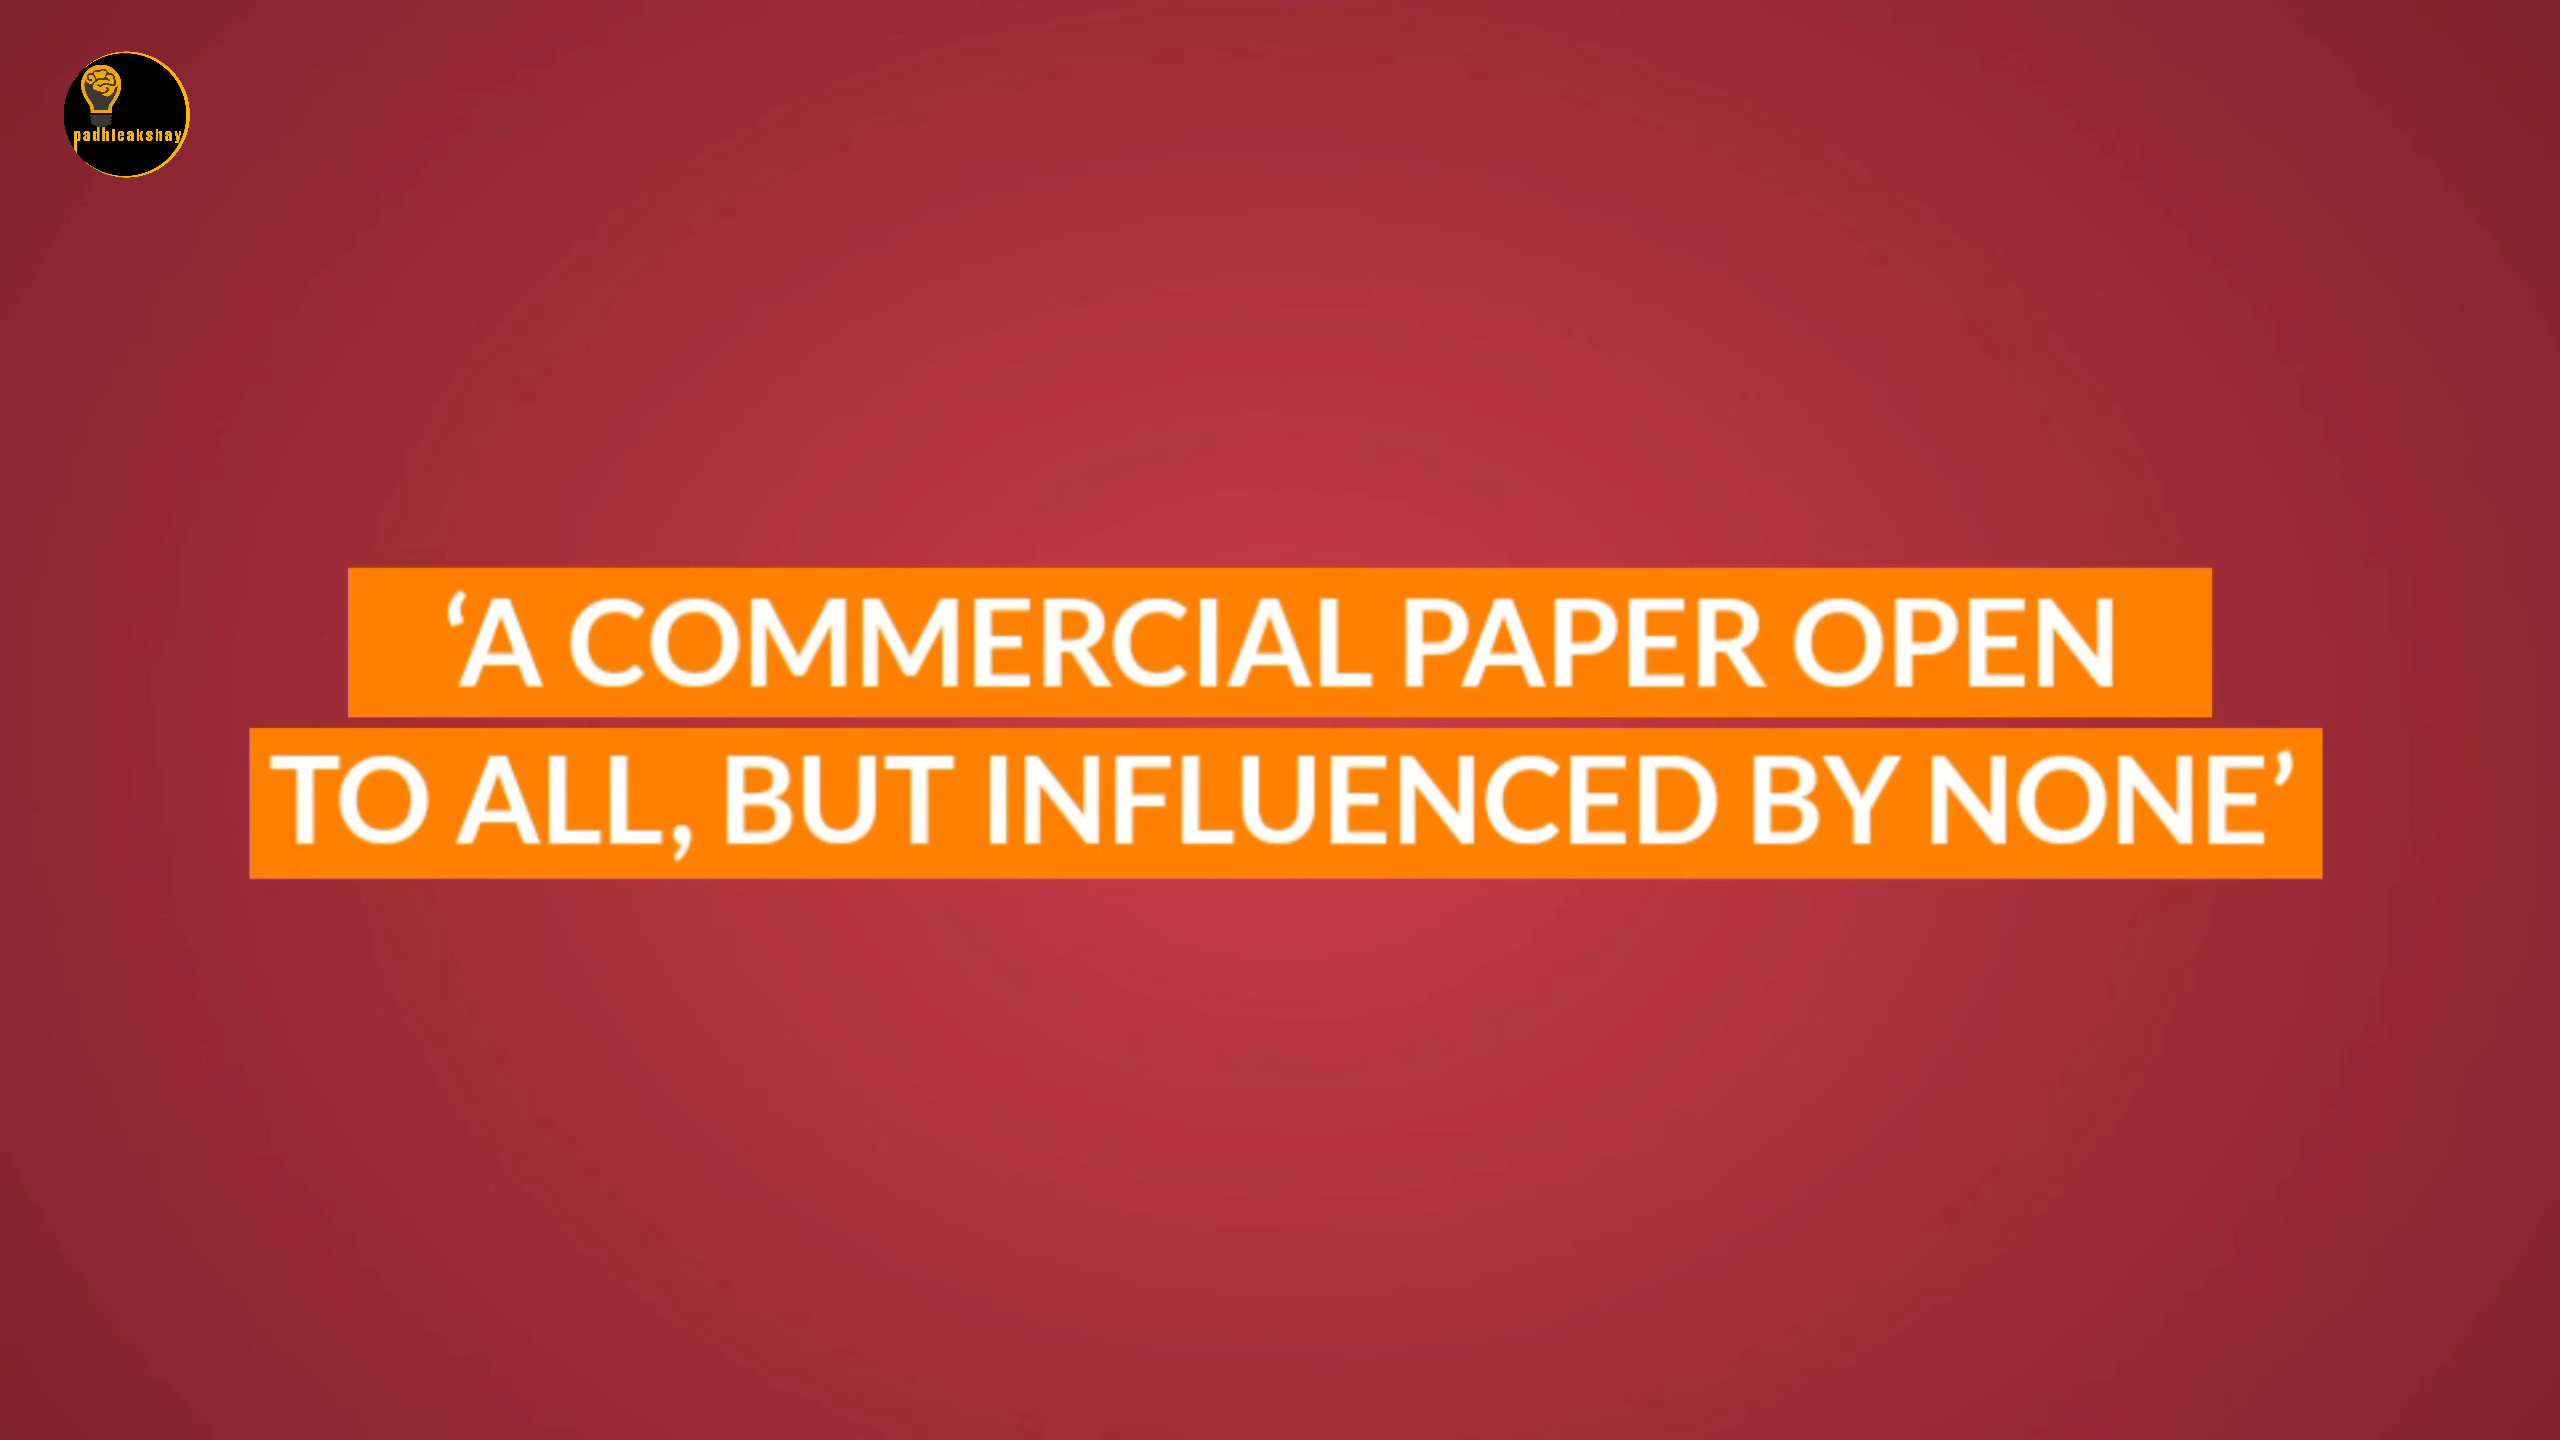 padhleakshay
‘A COMMERCIAL PAPER OPEN
TO ALL, BUT INFLUENCED BY NONE’